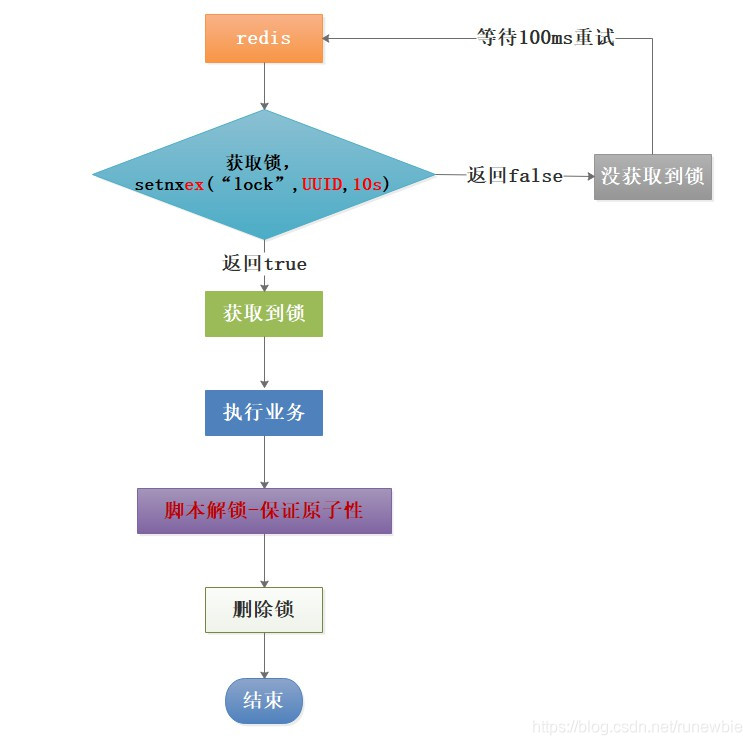 redis
等待100ms重试
获取锁,
setnxex(“lock”,UUID,10s)
返回false
没获取到锁
返回true
获取到锁
执行业务
脚本解锁-保证原子性
删除锁
结束
https://blog.csdn.net/runewbie